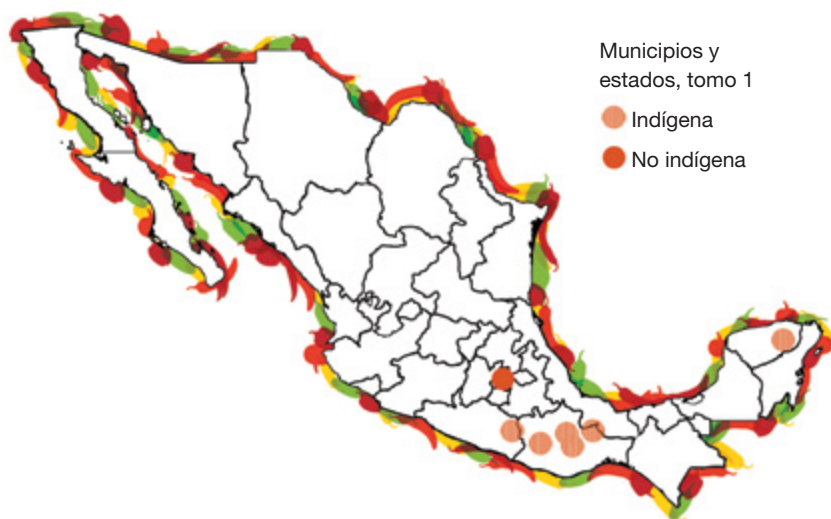 Municipios y
estados, tomo 1
Indígena
No indígena